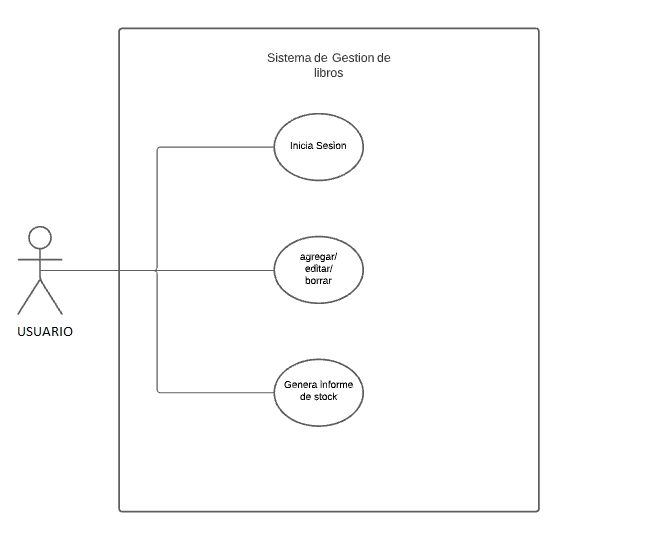 Sistema de Gestion de
libros
Inicia Sesion
agregar/
editar/
borrar
USUARIO
Genera informe
de stock